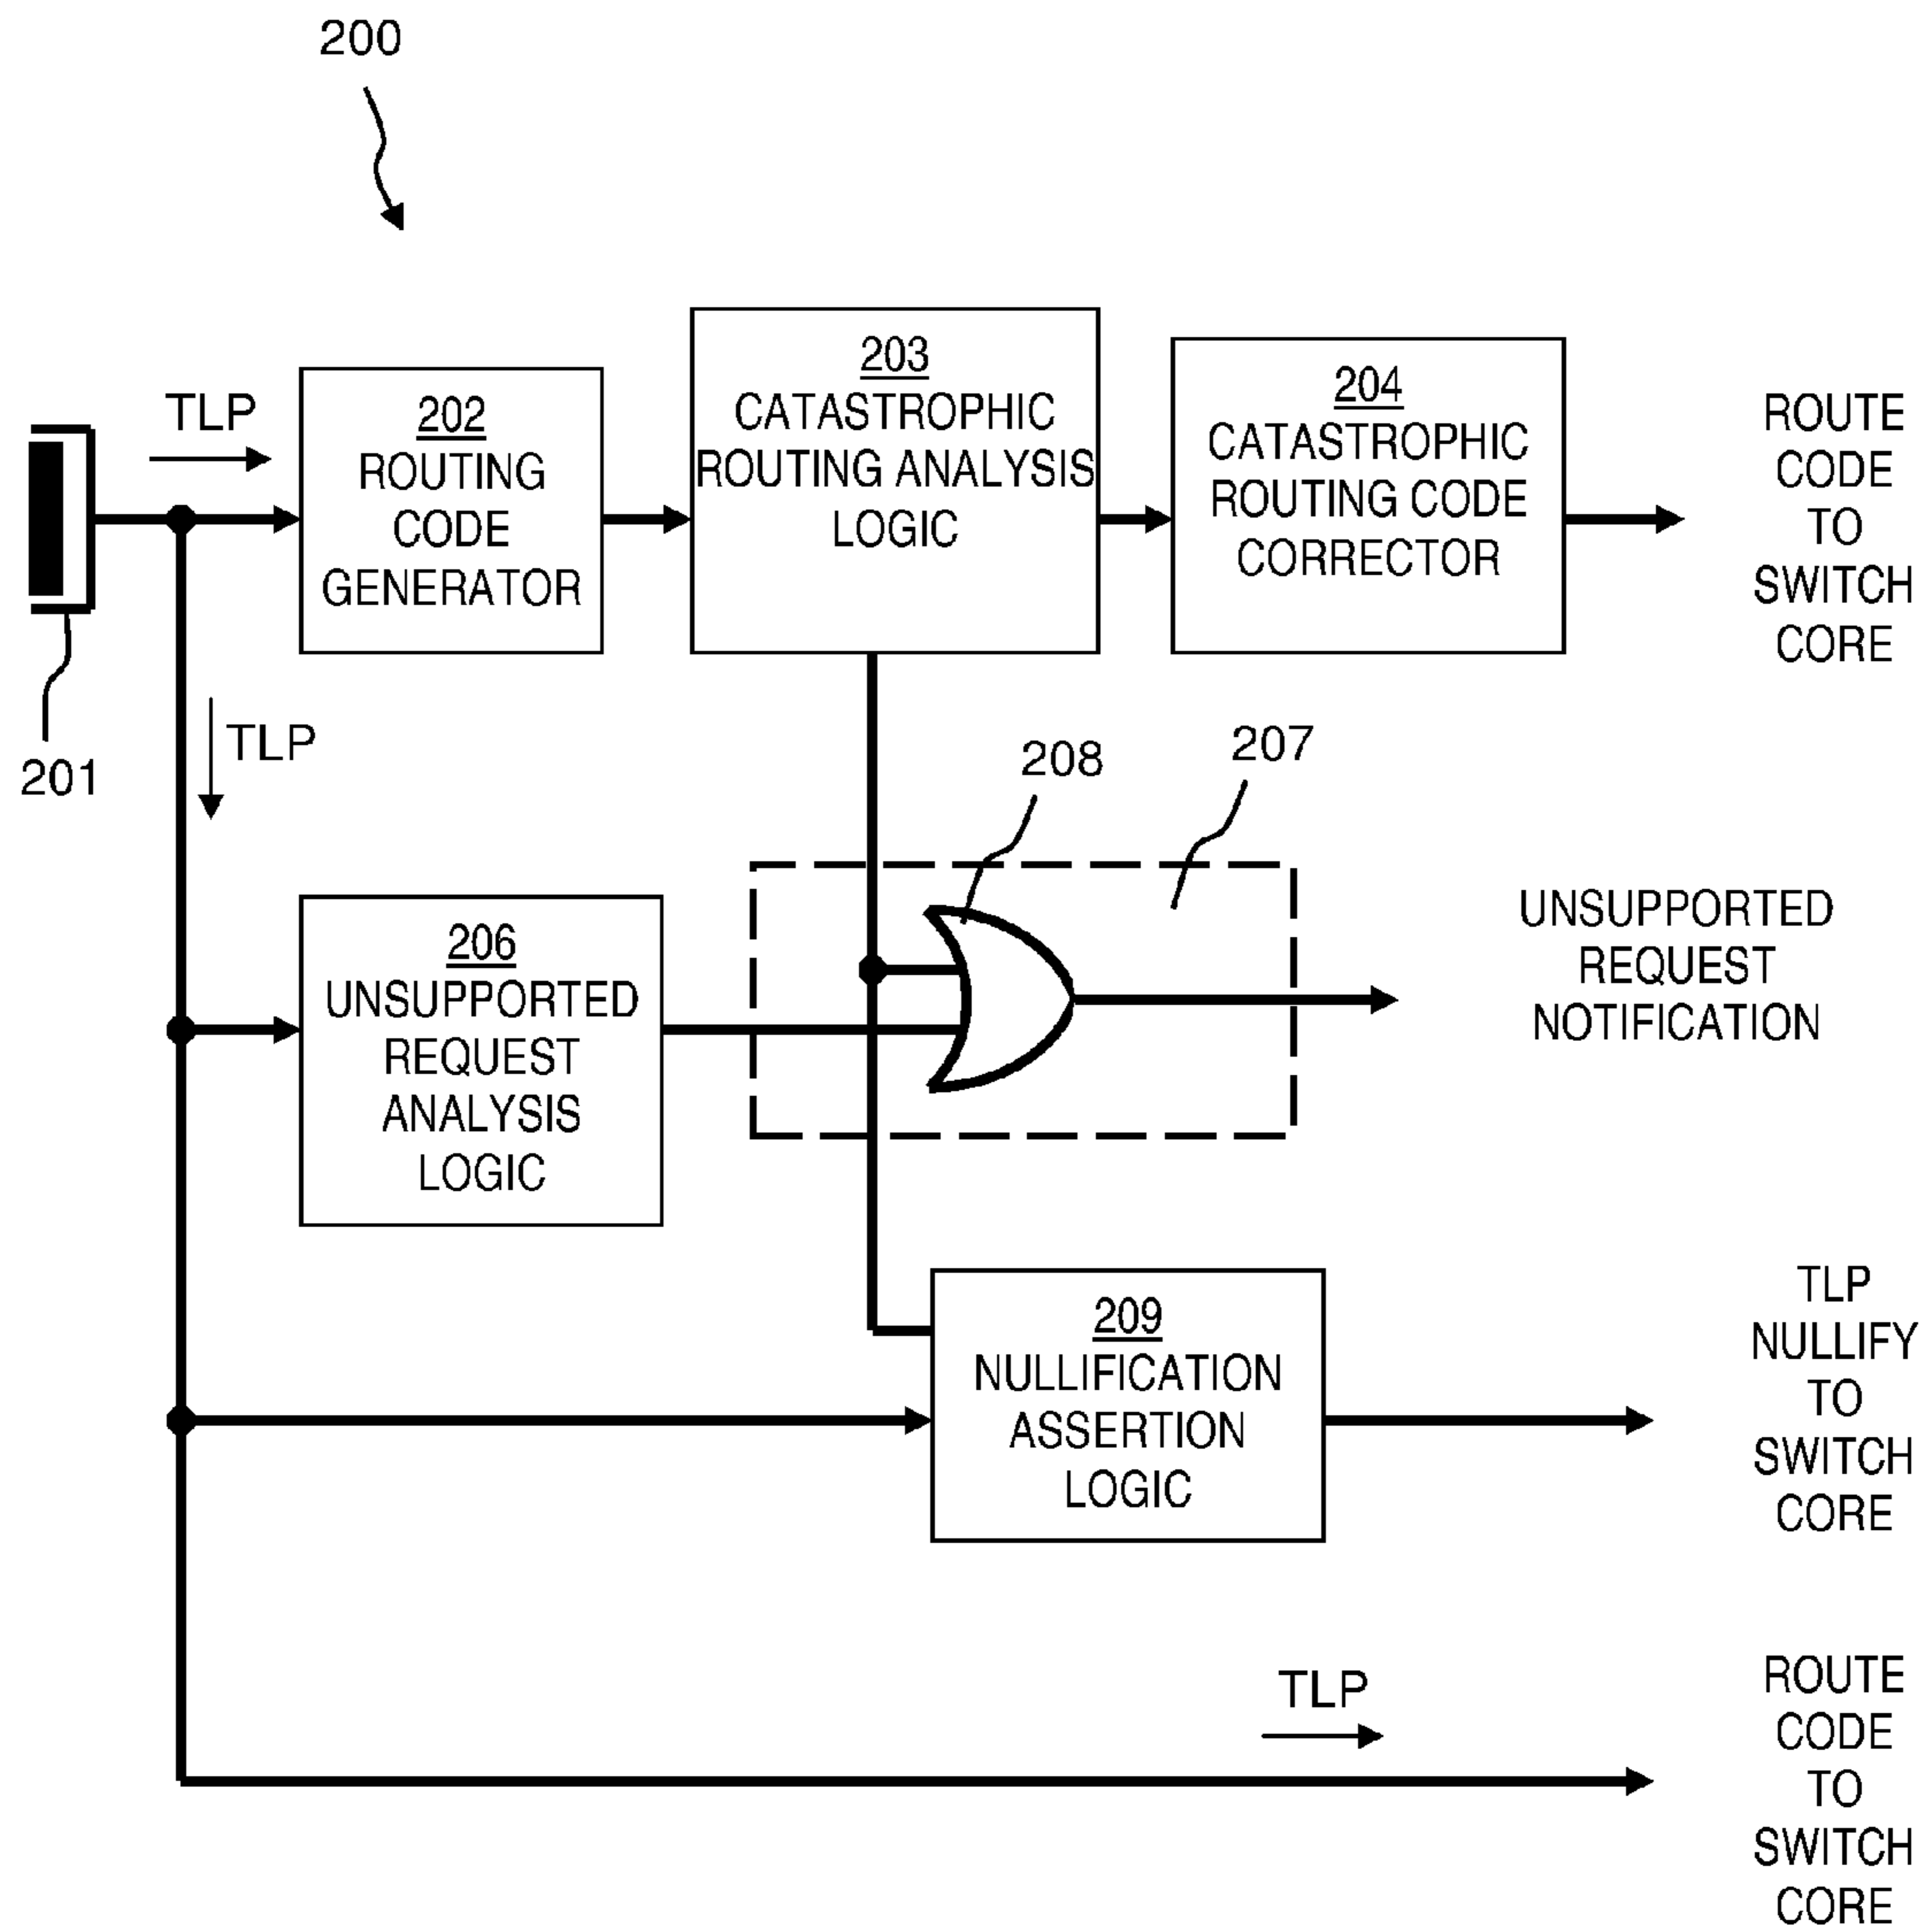 200
TLP
201
202
ROUTING
CODE
GENERATOR
203
CATASTROPHIC
ROUTING ANALYSIS
LOGIC
204
CATASTROPHIC
ROUTING CODE
CORRECTOR
ROUTE
CODE
TO
SWITCH
CORE
TLP
208
207
206
UNSUPPORTED
REQUEST
ANALYSIS
LOGIC
UNSUPPORTED
REQUEST
NOTIFICATION
209
NULLIFICATION
ASSERTION
LOGIC
TLP
NULLIFY
TO
SWITCH
CORE
TLP
ROUTE
CODE
TO
SWITCH
CORE